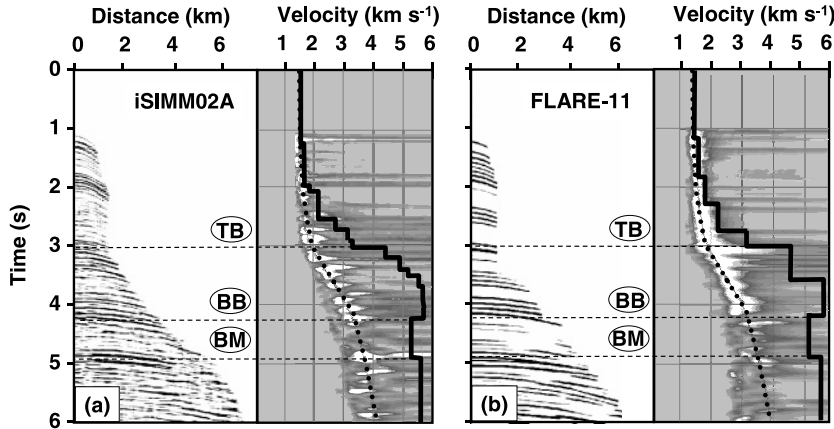 Distance (km)
Velocity (km s-1)
Distance (km)
Velocity (km s-1)
0 2 4 6
1 2 3 4 5 6
0 2 4 6
1 2 3 4 5 6
0
1
2
3
4
5
6
Time (s)
iSIMM02A
TB
BB
BM
(a)
FLARE-11
TB
BB
BM
(b)